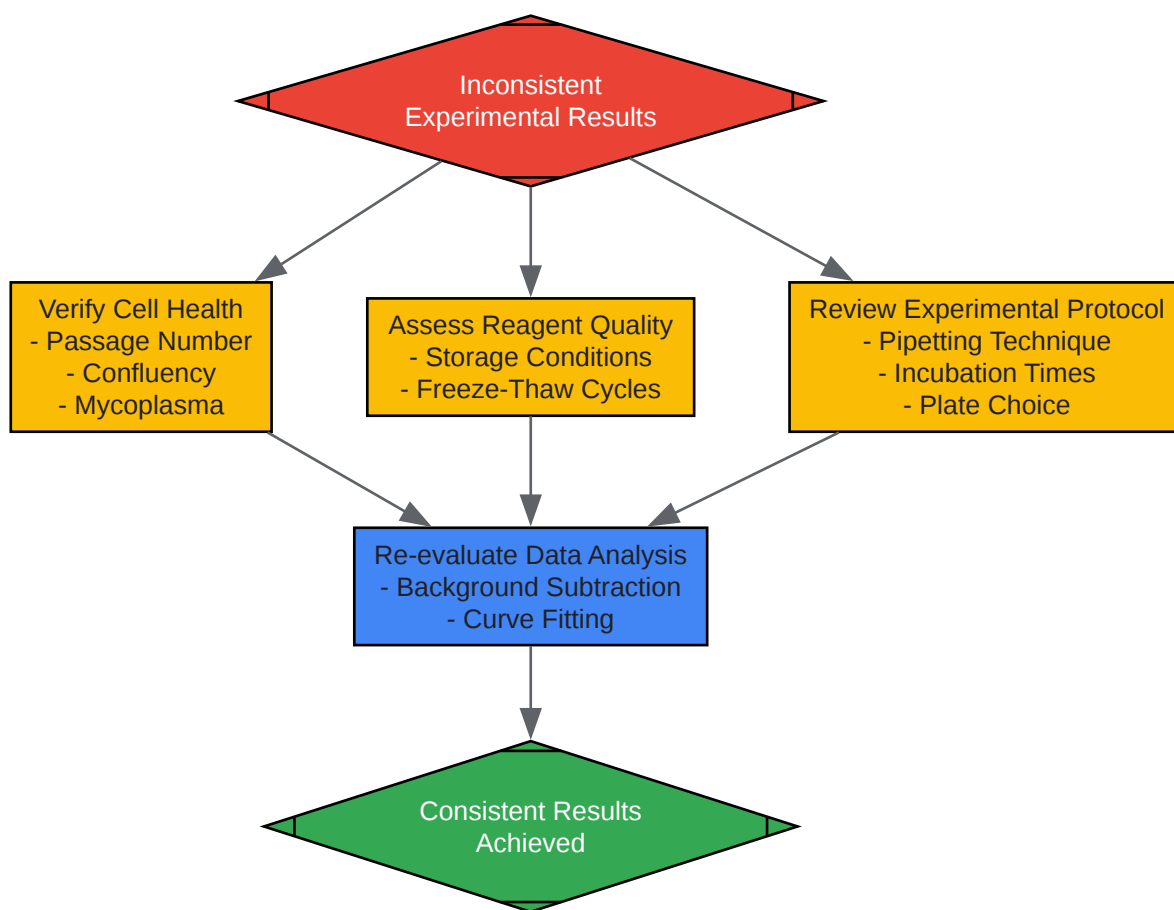 Inconsistent
Experimental Results
Verify Cell Health
- Passage Number
- Confluency
- Mycoplasma
Assess Reagent Quality
- Storage Conditions
- Freeze-Thaw Cycles
Review Experimental Protocol
- Pipetting Technique
- Incubation Times
- Plate Choice
Re-evaluate Data Analysis
- Background Subtraction
- Curve Fitting
Consistent Results
Achieved